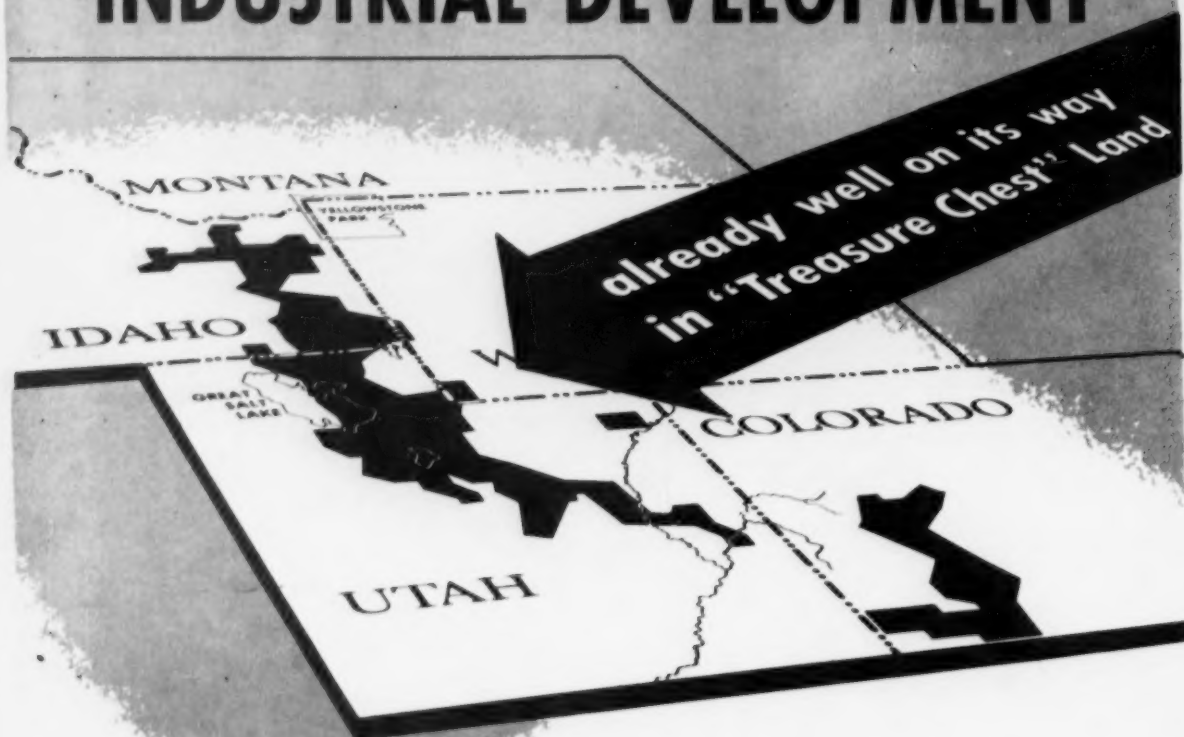 INDUSTRIAL DEVELOPMENT
already well on its way
in "Treasure Chest" Land
MONTANA
YELLOWSTONE
PARK
IDAHO
W
GREAT
SALT
LAKE
COLORADO
UTAH